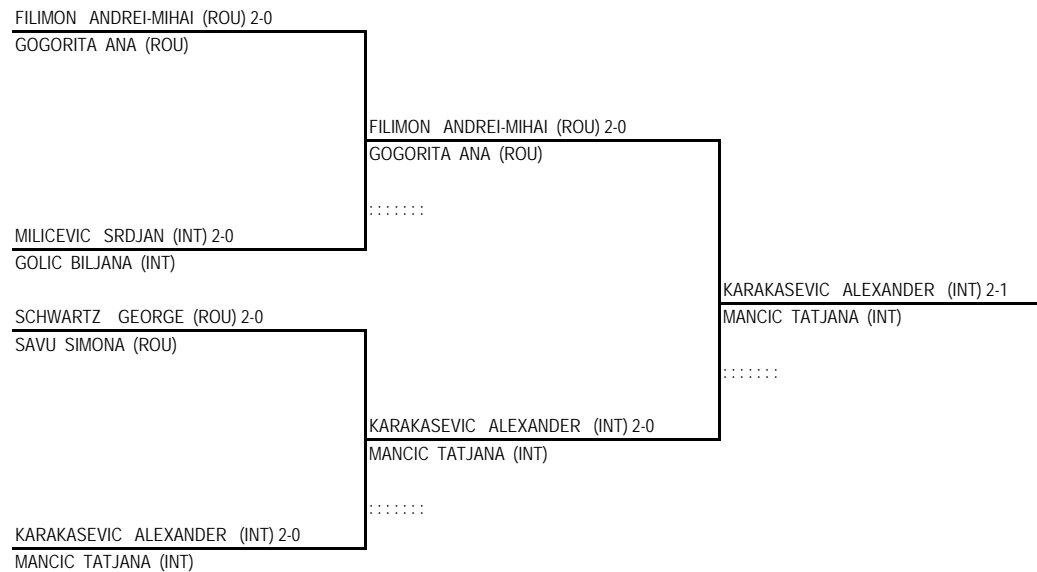 FILIMON ANDREI-MIHAI (ROU) 2-0
GOGORITA ANA (ROU)
FILIMON ANDREI-MIHAI (ROU) 2-0
GOGORITA ANA (ROU)
: : : : : : :
MILICEVIC SRDJAN (INT) 2-0
GOLIC BILJANA (INT)
KARAKASEVIC ALEXANDER (INT) 2-1
MANCIC TATJANA (INT)
: : : : : : :
SCHWARTZ GEORGE (ROU) 2-0
SAVU SIMONA (ROU)
KARAKASEVIC ALEXANDER (INT) 2-0
MANCIC TATJANA (INT)
: : : : : : :
KARAKASEVIC ALEXANDER (INT) 2-0
MANCIC TATJANA (INT)